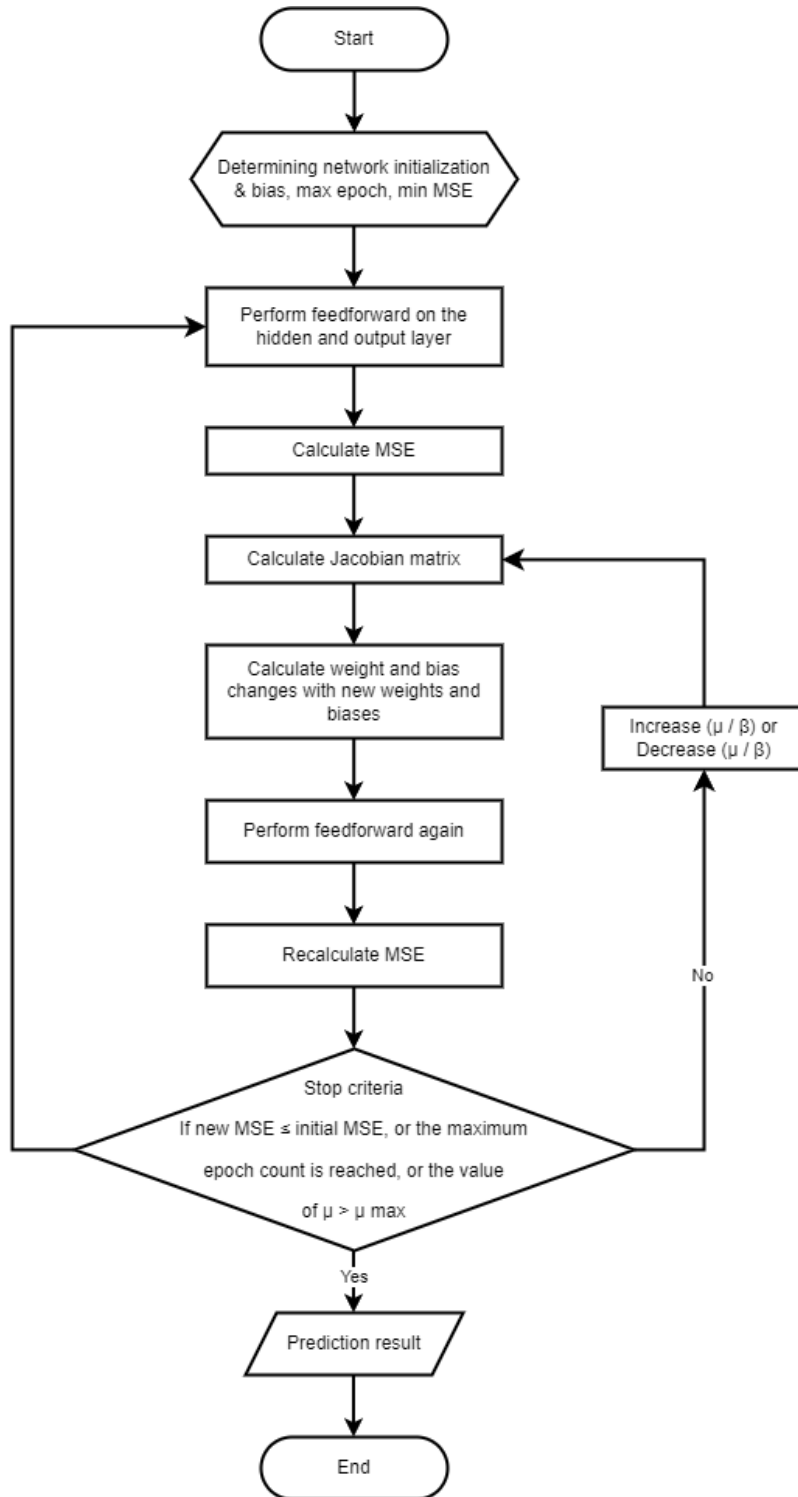 Start
Determining network initialization
& bias, max epoch, min MSE
Perform feedforward on the
hidden and output layer
Calculate MSE
Calculate Jacobian matrix
Calculate weight and bias
changes with new weights and
biases
Increase (μ / β) or
Decrease (μ / β)
Perform feedforward again
Recalculate MSE
No
Stop criteria
If new MSE ≤ initial MSE, or the maximum
epoch count is reached, or the value
of μ > μ max
Yes
Prediction result
End